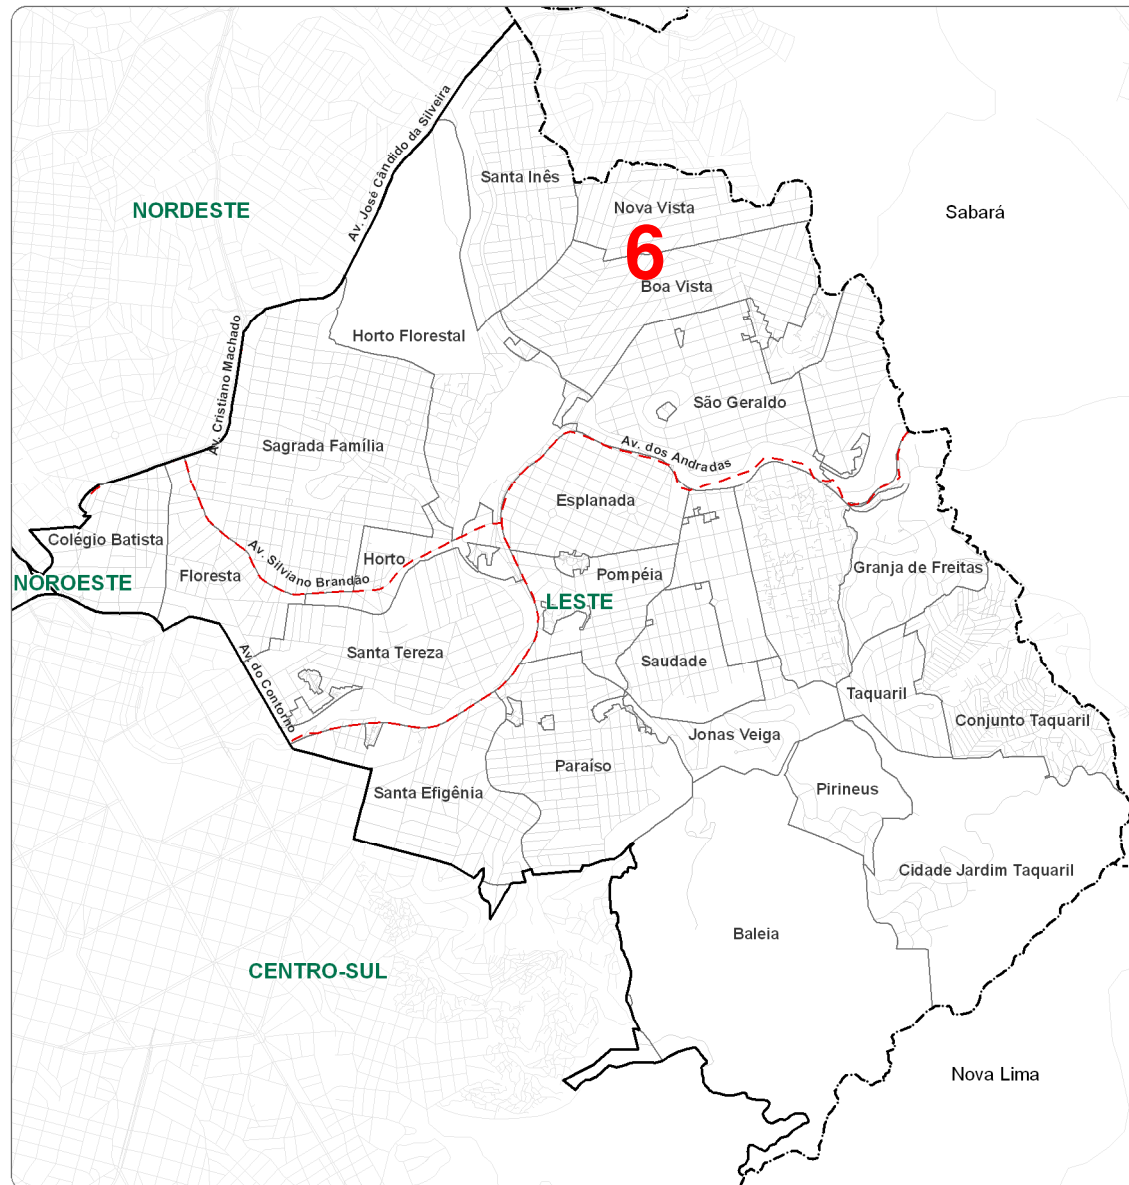 Av. José Cândido da Silveira
Santa Inês
Nova Vista
NORDESTE
Sabará
6
Boa Vista
Horto Florestal
Av. Cristiano Machado
São Geraldo
Sagrada Família
Av. dos Andradas
Esplanada
Colégio Batista
Av. Silviano Brandão
Horto
Floresta
Pompéia
Granja de Freitas
NOROESTE
LESTE
Av. do Contorno
Santa Tereza
Saudade
Taquaril
Conjunto Taquaril
Jonas Veiga
Paraíso
Santa Efigênia
Pirineus
Cidade Jardim Taquaril
Baleia
CENTRO-SUL
Nova Lima